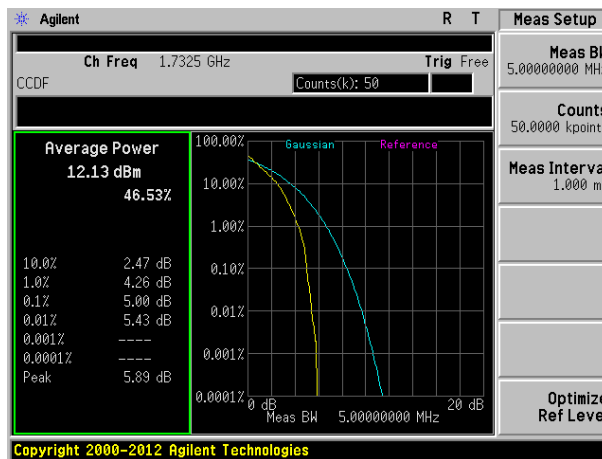 Agilent R T Meas Setup
Ch Freq 1.7325 GHz Trig Free
CCDF Counts(k): 50
Meas BW
5.00000000 MH
Counts
50.0000 kpoint
Meas Interva
1.000 m
Optimize
Ref Leve
Average Power
12.13 dBm
46.53%
10.0% 2.47 dB
1.0% 4.26 dB
0.1% 5.00 dB
0.01% 5.43 dB
0.001% ----
0.0001% ----
Peak 5.89 dB
Gaussian Reference
100.00%
10.00%
1.00%
0.10%
0.01%
0.001%
0.0001%
0 dB 20 dB
Meas BW 5.00000000 MHz
Copyright 2000-2012 Agilent Technologies